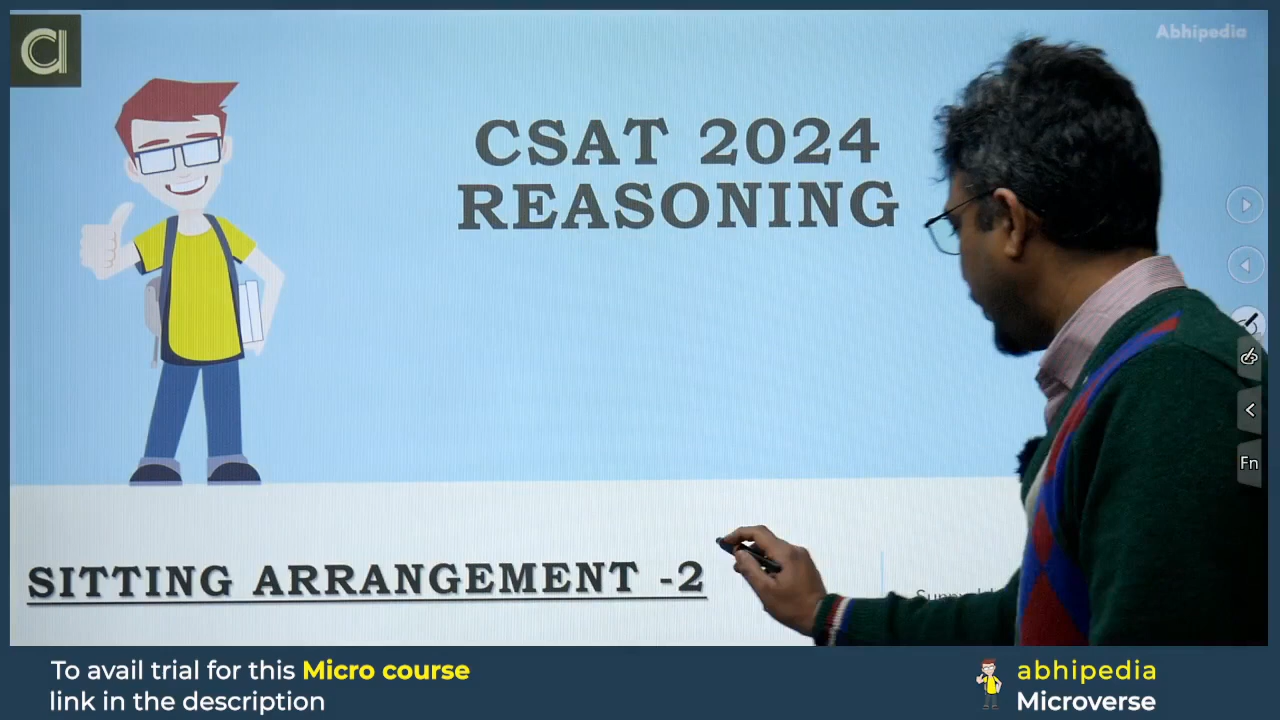 Abhipedia
CSAT 2024
REASONING
Fn
SITTING ARRANGEMENT -2
To avail trial for this Micro course
link in the description
abhipedia
Microverse